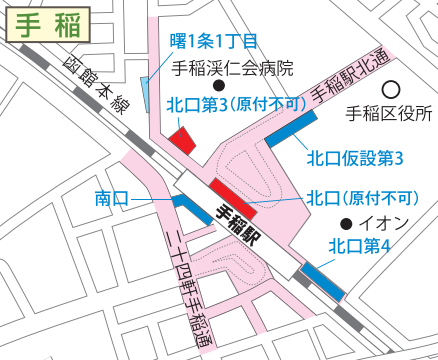 手稲
曙1条1丁目
函館本線
手稲渓仁会病院
手稲駅北通
北口第3(原付不可)
手稲区役所
北口仮設第3
南口
北口(原付不可)
手稲駅
イオン
北口第4
二十四軒手稲通